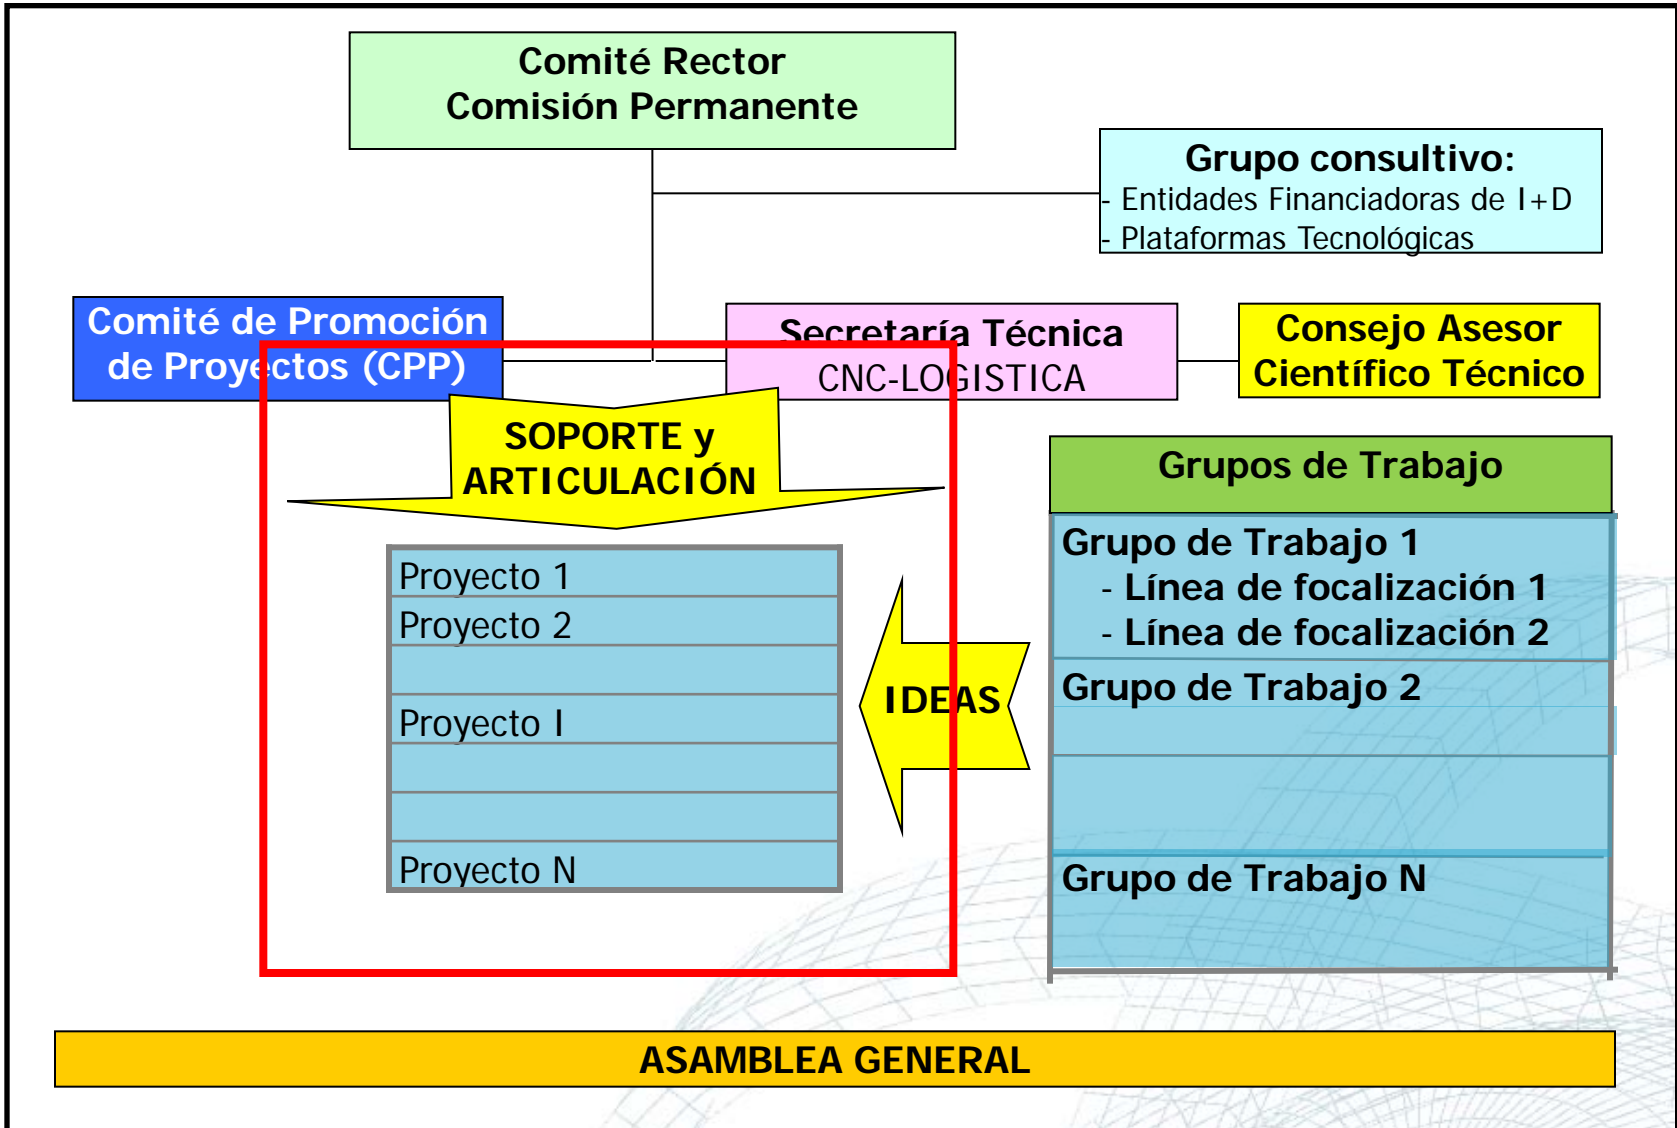 Comité Rector
Comisión Permanente
Grupo consultivo:
- Entidades Financiadoras de I+D
- Plataformas Tecnológicas
Comité de Promoción
de Proyectos (CPP)
Secretaría Técnica
CNC-LOGISTICA
Consejo Asesor
Científico Técnico
SOPORTE y
ARTICULACIÓN
Proyecto 1
Proyecto 2
Proyecto I
Proyecto N
IDEAS
Grupos de Trabajo
Grupo de Trabajo 1
- Línea de focalización 1
- Línea de focalización 2
Grupo de Trabajo 2
Grupo de Trabajo N
ASAMBLEA GENERAL